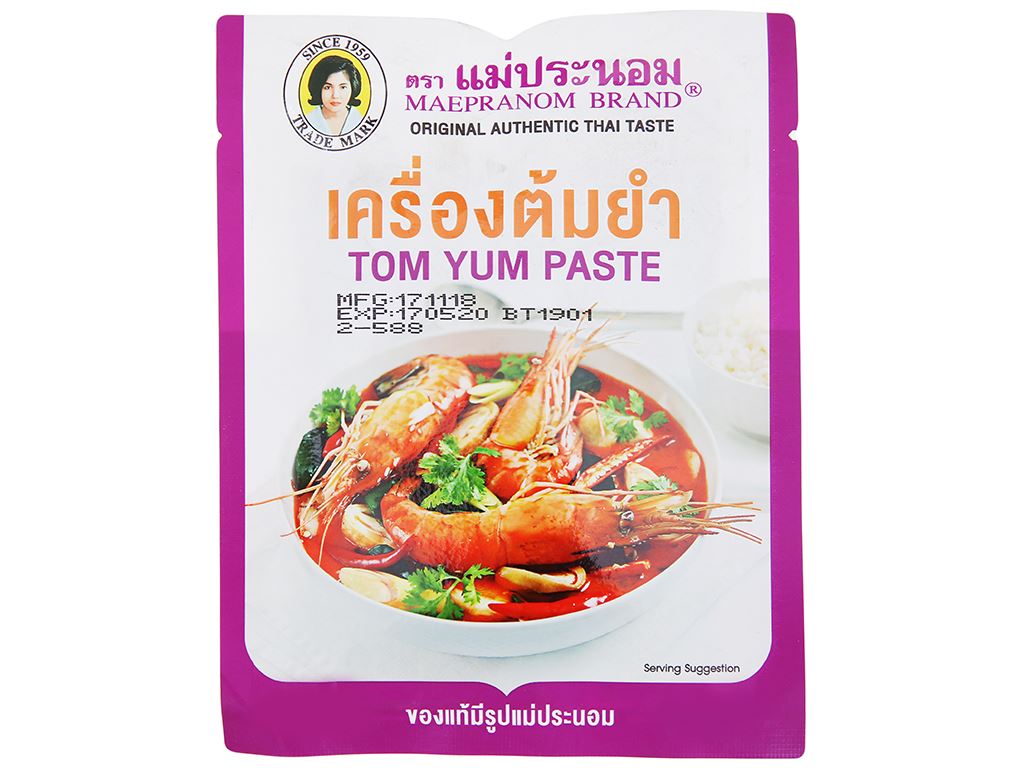 SINCE 1959
TRADE MARK
ตรา แม่ประนอม
MAEPRANOM BRAND®
ORIGINAL AUTHENTIC THAI TASTE
เครื่องต้มยำ
TOM YUM PASTE
MFG:171118
EXP:170520 BT1901
2-588
Serving Suggestion
ของแท้มีรูปแม่ประนอม